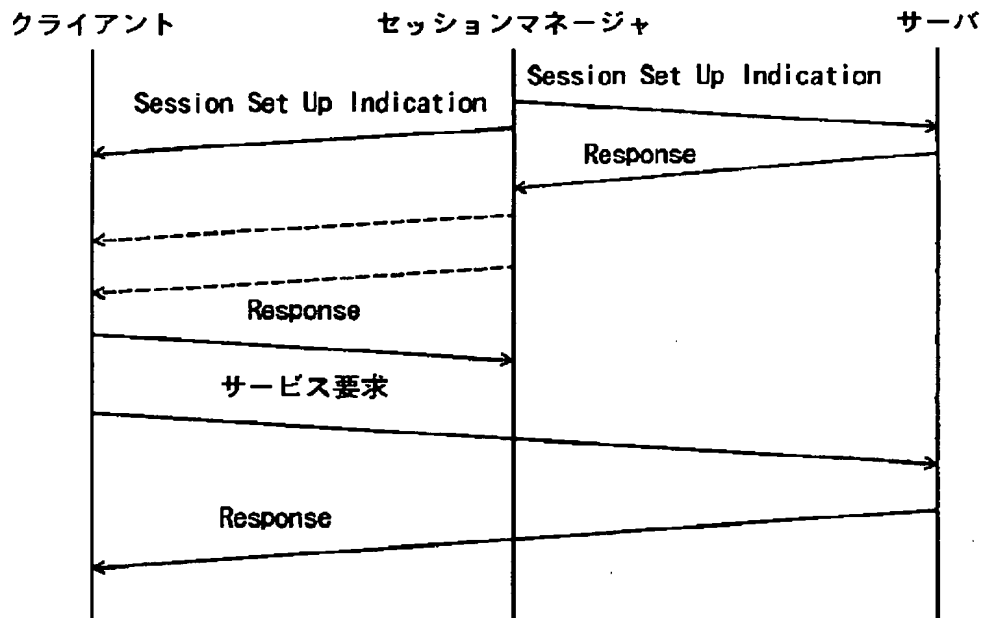 クライアント
セッションマネージャ
サーバ
Session Set Up Indication
Session Set Up Indication
Response
Response
サービス要求
Response